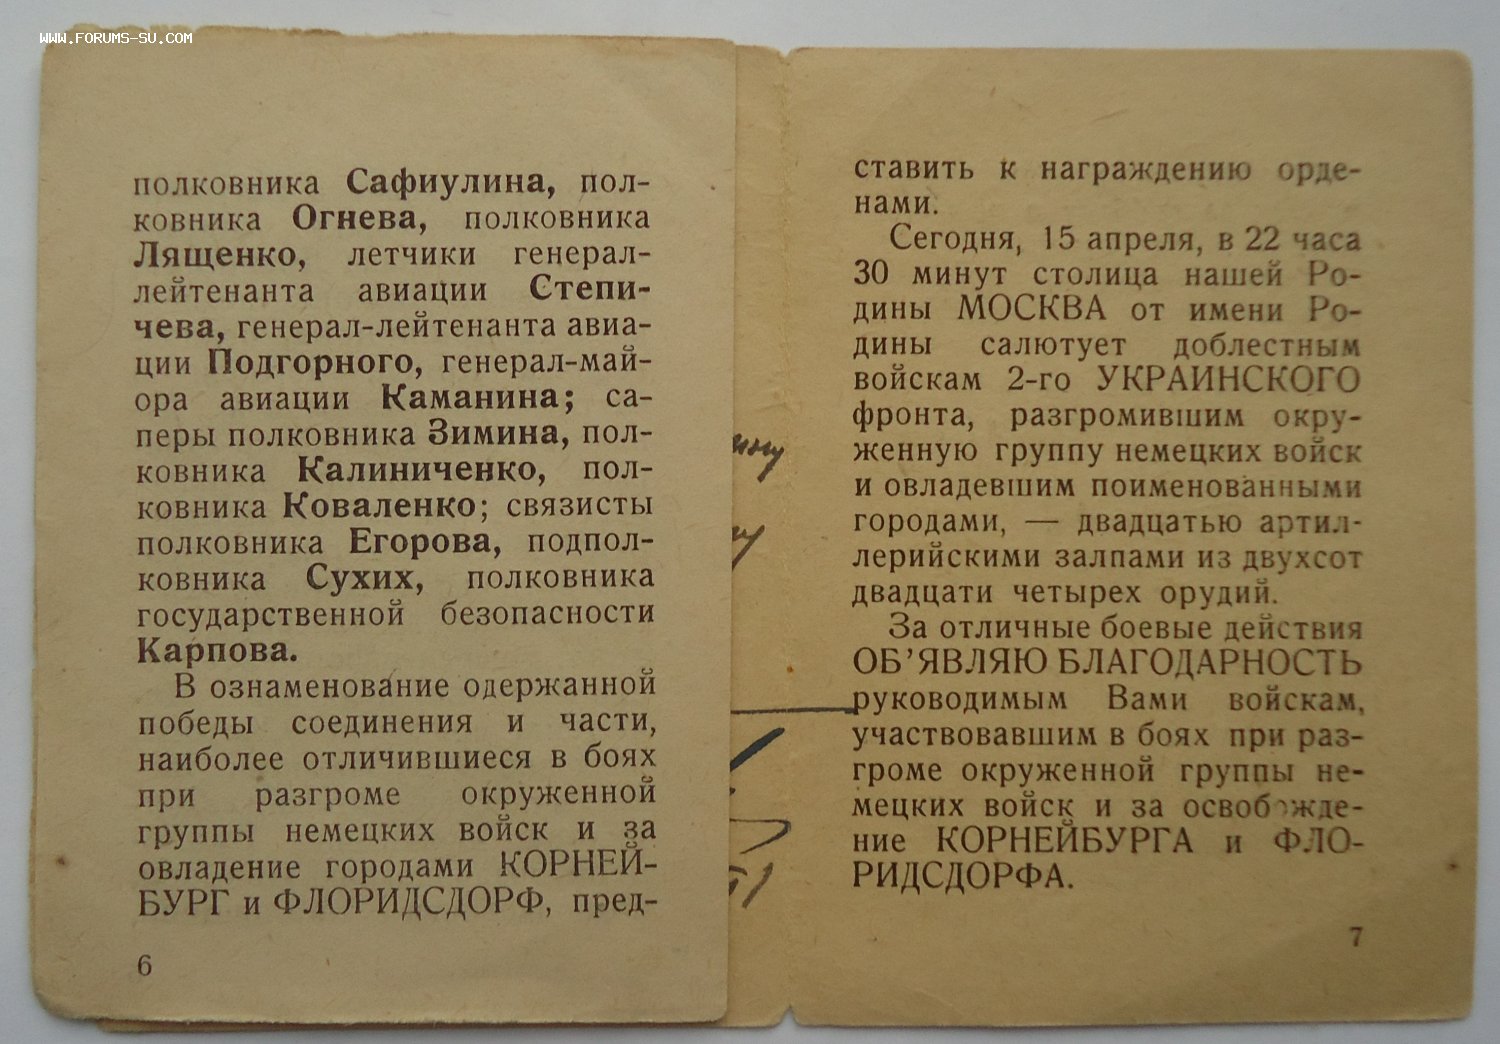 WWW.FORUMS-SU.COM
полковника Сафиулина, пол-
ковника Огнева, полковника
Лященко, летчики генерал-
лейтенанта авиации Степи-
чева, генерал-лейтенанта авиа-
ции Подгорного, генерал-май-
ора авиации Каманина; са-
перы полковника Зимина, пол-
ковника Калиниченко, пол-
ковника Коваленко; связисты
полковника Егорова, подпол-
ковника Сухих, полковника
государственной безопасности
Карпова.
В ознаменование одержанной
победы соединения и части,
наиболее отличившиеся в боях
при разгроме окруженной
группы немецких войск и за
овладение городами КОРНЕЙ-
БУРГ и ФЛОРИДСДОРФ, пред-
6
ставить к награждению орде-
нами.
Сегодня, 15 апреля, в 22 часа
30 минут столица нашей Ро-
дины МОСКВА от имени Ро-
дины салютует доблестным
войскам 2-го УКРАИНСКОГО
фронта, разгромившим окру-
женную группу немецких войск
и овладевшим поименованными
городами, — двадцатью артил-
лерийскими залпами из двухсот
двадцати четырех орудий.
За отличные боевые действия
ОБ'ЯВЛЯЮ БЛАГОДАРНОСТЬ
руководимым Вами войскам,
участвовавшим в боях при раз-
громе окруженной группы не-
мецких войск и за освобожде-
ние КОРНЕЙБУРГА и ФЛО-
РИДСДОРФА.
7